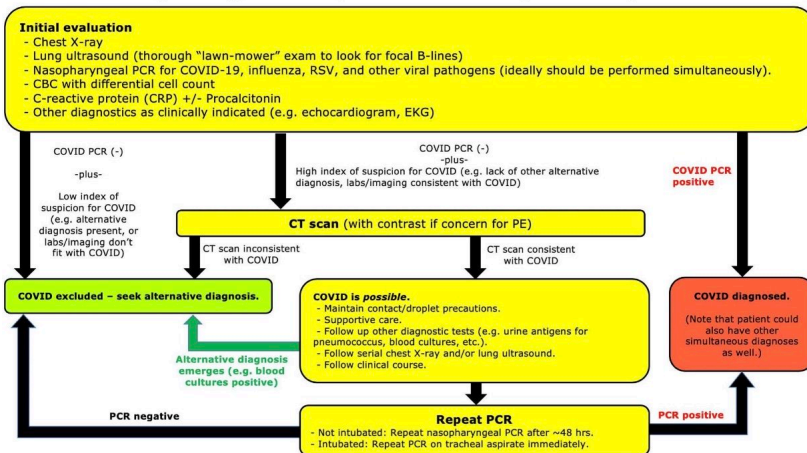 Initial evaluation
- Chest X-ray
- Lung ultrasound (thorough “lawn-mower” exam to look for focal B-lines)
- Nasopharyngeal PCR for COVID-19, influenza, RSV, and other viral pathogens (ideally should be performed simultaneously).
- CBC with differential cell count
- C-reactive protein (CRP) +/- Procalcitonin
- Other diagnostics as clinically indicated (e.g. echocardiogram, EKG)
COVID PCR (-)
-plus-
Low index of
suspicion for COVID
(e.g. alternative
diagnosis present, or
labs/imaging don’t
fit with COVID)
COVID PCR (-)
-plus-
High index of suspicion for COVID (e.g. lack of other alternative
diagnosis, labs/imaging consistent with COVID)
COVID PCR
positive
CT scan (with contrast if concern for PE)
CT scan inconsistent
with COVID
CT scan consistent
with COVID
COVID excluded – seek alternative diagnosis.
COVID is possible.
- Maintain contact/droplet precautions.
- Supportive care.
- Follow up other diagnostic tests (e.g. urine antigens for
pneumococcus, blood cultures, etc.).
- Follow serial chest X-ray and/or lung ultrasound.
- Follow clinical course.
COVID diagnosed.
(Note that patient could
also have other
simultaneous diagnoses
as well.)
Alternative diagnosis
emerges (e.g. blood
cultures positive)
PCR negative
Repeat PCR
- Not intubated: Repeat nasopharyngeal PCR after ~48 hrs.
- Intubated: Repeat PCR on tracheal aspirate immediately.
PCR positive